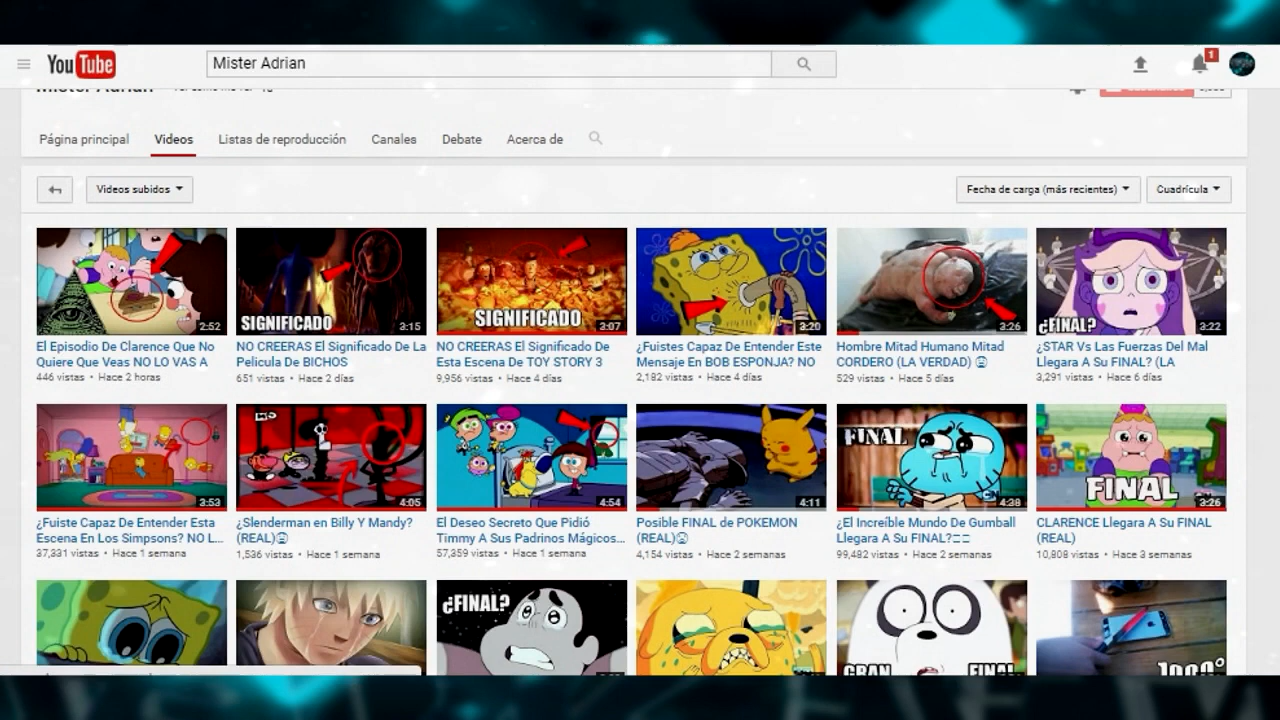 YouTube
Mister Adrian
1
Mister Adrian
Página principal
Videos
Listas de reproducción
Canales
Debate
Acerca de
Videos subidos
Fecha de carga (más recientes)
Cuadrícula
2:52
SIGNIFICADO
3:15
SIGNIFICADO
3:07
3:20
3:26
¿FINAL?
3:22
El Episodio De Clarence Que No
Quiere Que Veas NO LO VAS A
446 vistas • Hace 2 horas
NO CREERAS El Significado De La
Pelicula De BICHOS
651 vistas • Hace 2 días
NO CREERAS El Significado De
Esta Escena De TOY STORY 3
9,956 vistas • Hace 4 días
¿Fuistes Capaz De Entender Este
Mensaje En BOB ESPONJA? NO
2,182 vistas • Hace 4 días
Hombre Mitad Humano Mitad
CORDERO (LA VERDAD)
529 vistas • Hace 5 días
¿STAR Vs Las Fuerzas Del Mal
Llegara A Su FINAL? (LA
3,291 vistas • Hace 6 días
3:53
4:05
4:54
4:11
FINAL
4:38
FINAL
3:26
¿Fuiste Capaz De Entender Esta
Escena En Los Simpsons? NO L...
37,331 vistas • Hace 1 semana
¿Slenderman en Billy Y Mandy?
(REAL)
1,536 vistas • Hace 1 semana
El Deseo Secreto Que Pidió
Timmy A Sus Padrinos Mágicos...
57,359 vistas • Hace 1 semana
Posible FINAL de POKEMON
(REAL)
4,154 vistas • Hace 2 semanas
¿El Increíble Mundo De Gumball
Llegara A Su FINAL?
99,482 vistas • Hace 2 semanas
CLARENCE Llegara A Su FINAL
(REAL)
10,808 vistas • Hace 3 semanas
¿FINAL?
GRAN FINAL
1000°